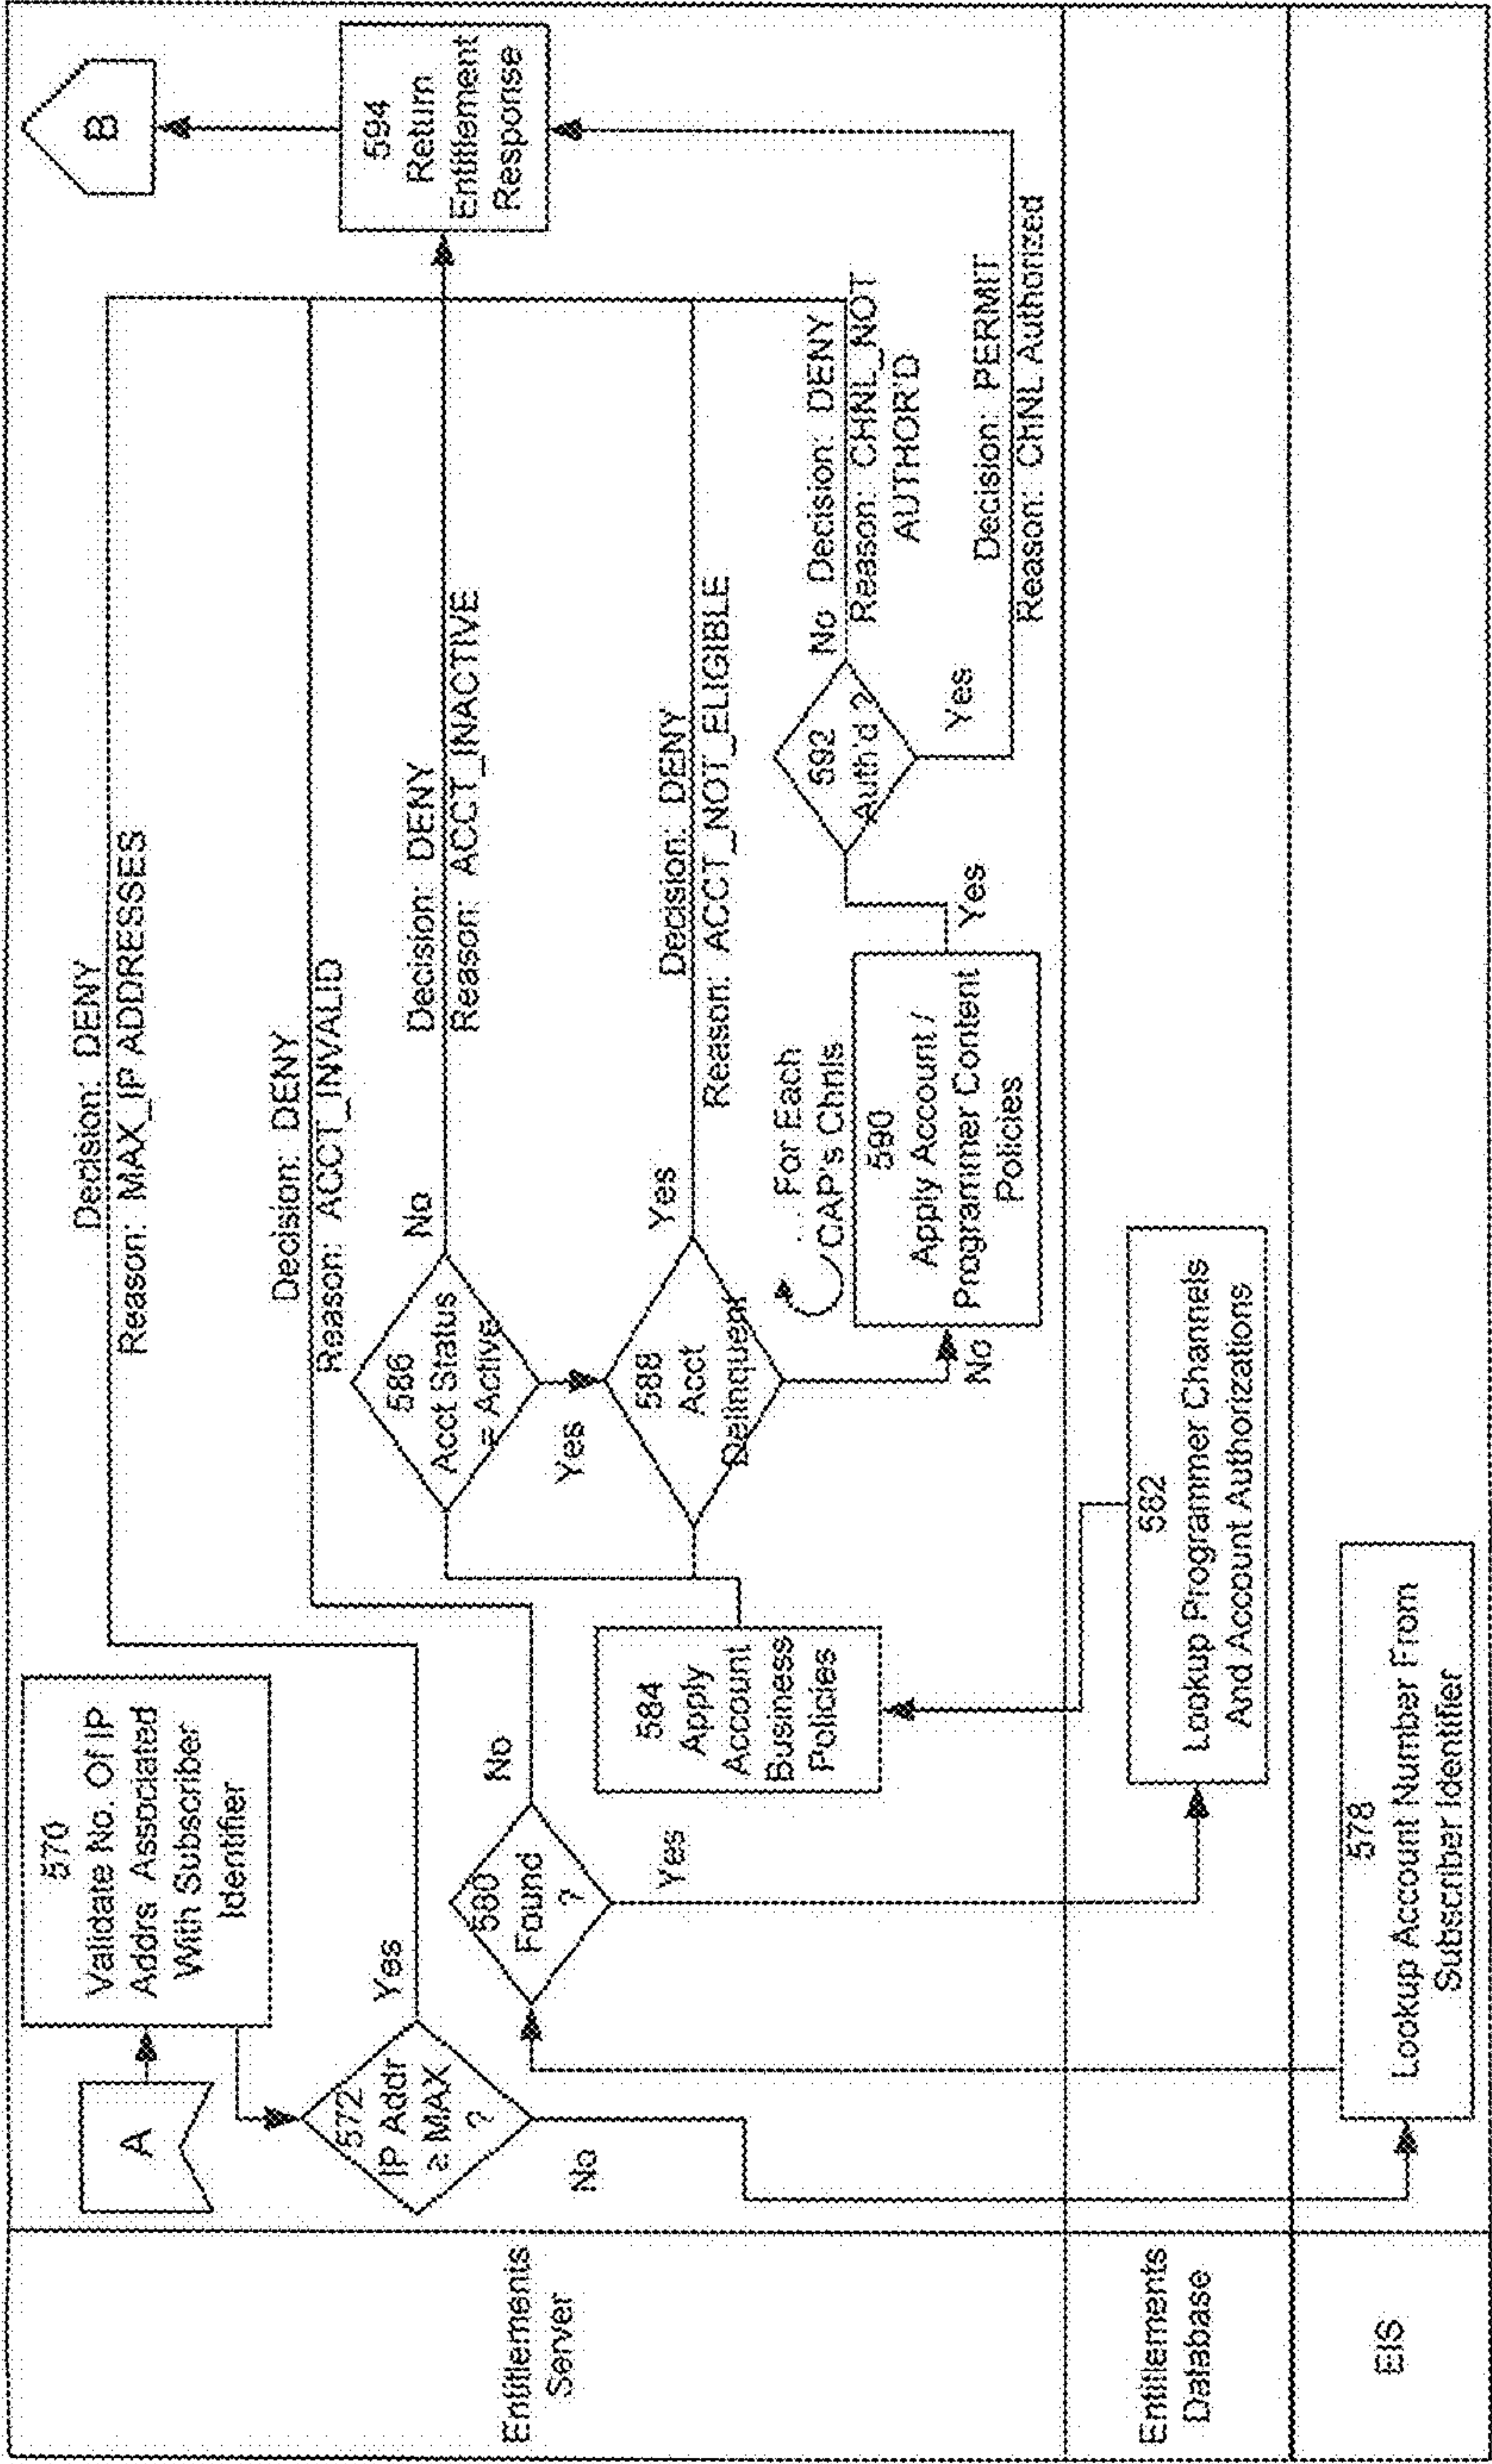 Entitlements
Server
Entitlements
Database
EIS
A
570
Validate No. Of IP
Addrs Associated
With Subscriber
Identifier
572
IP Addr
≥ MAX
?
Yes
No
Decision: DENY
Reason: MAX_IP ADDRESSES
578
Lookup Account Number From
Subscriber Identifier
580
Found
?
No
Yes
Decision: DENY
Reason: ACCT_INVALID
582
Lookup Programmer Channels
And Account Authorizations
584
Apply
Account
Business
Policies
586
Acct Status
= Active
No
Yes
Decision: DENY
Reason: ACCT_INACTIVE
588
Acct
Delinquent
Yes
No
Decision: DENY
Reason: ACCT_NOT_ELIGIBLE
... For Each
CAP's Chnls
590
Apply Account /
Programmer Content
Policies
Yes
592
Auth'd ?
No
Decision: DENY
Reason: CHNL_NOT
AUTHOR'D
Yes
Decision: PERMIT
Reason: CHNL Authorized
594
Return
Entitlement
Response
B